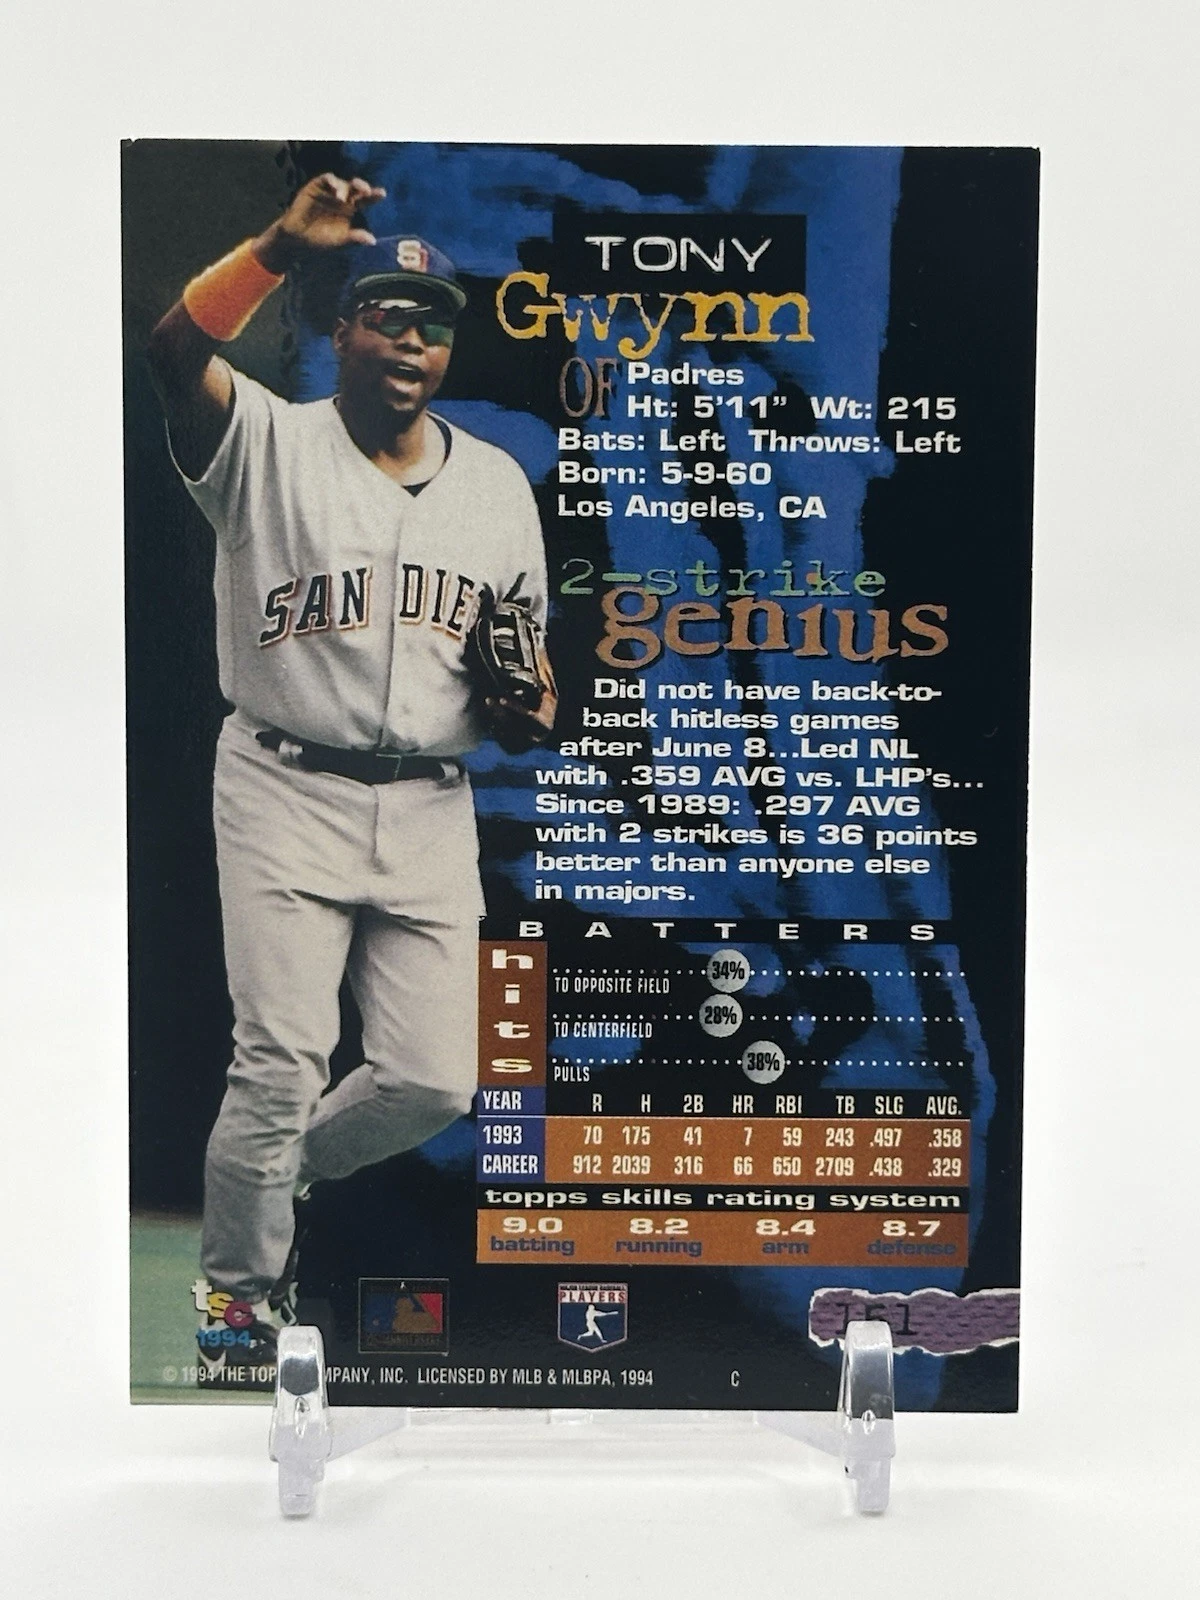 TONY
Gwynn
OF Padres
Ht: 5'11" Wt: 215
Bats: Left Throws: Left
Born: 5-9-60
Los Angeles, CA
2-strike
genius
Did not have back-to-
back hitless games
after June 8...Led NL
with .359 AVG vs. LHP's...
Since 1989: .297 AVG
with 2 strikes is 36 points
better than anyone else
in majors.
BATTERS
hits
34%
TO OPPOSITE FIELD
28%
TO CENTERFIELD
38%
PULLS
YEAR R H 2B HR RBI TB SLG AVG.
1993 70 175 41 7 59 243 .497 .358
CAREER 912 2039 316 66 650 2709 .438 .329
topps skills rating system
9.0 8.2 8.4 8.7
batting running arm defense
SAN DIE
SD
tsc
1994
MAJOR LEAGUE BASEBALL
PLAYERS
© 1994 THE TOP MPANY, INC. LICENSED BY MLB & MLBPA, 1994 C